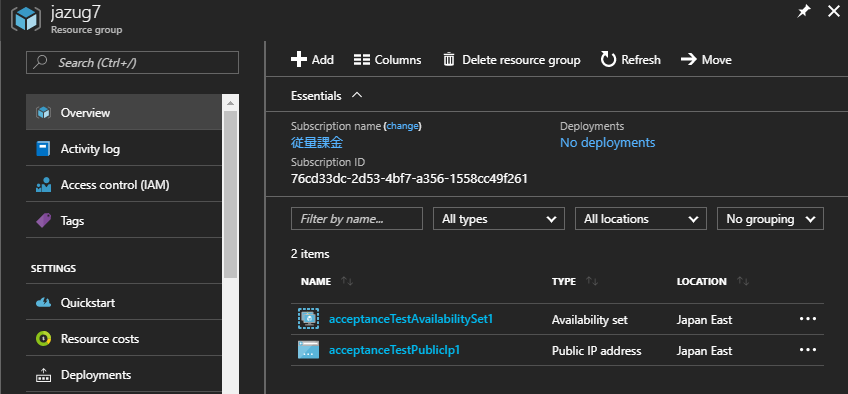 jazug7
Resource group
Search (Ctrl+/)
Overview
Activity log
Access control (IAM)
Tags
SETTINGS
Quickstart
Resource costs
Deployments
Add Columns Delete resource group Refresh Move
Essentials
Subscription name (change) Deployments
従量課金 No deployments
Subscription ID
76cd33dc-2d53-4bf7-a356-1558cc49f261
Filter by name... All types All locations No grouping
2 items
NAME TYPE LOCATION
acceptanceTestAvailabilitySet1 Availability set Japan East ...
acceptanceTestPublicIp1 Public IP address Japan East ...